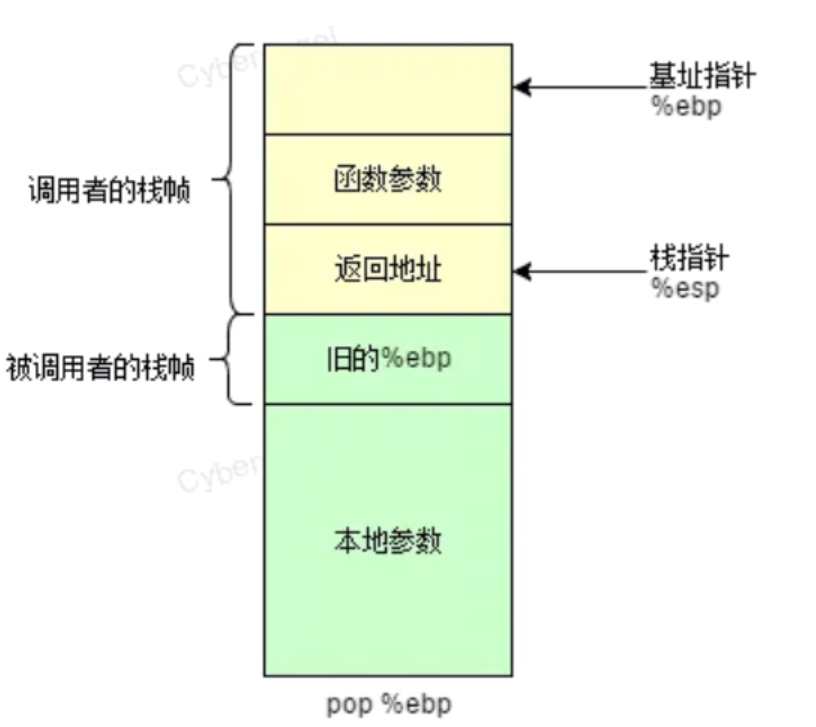 基址指针
%ebp
函数参数
调用者的栈帧
返回地址
栈指针
%esp
旧的%ebp
被调用者的栈帧
本地参数
pop %ebp